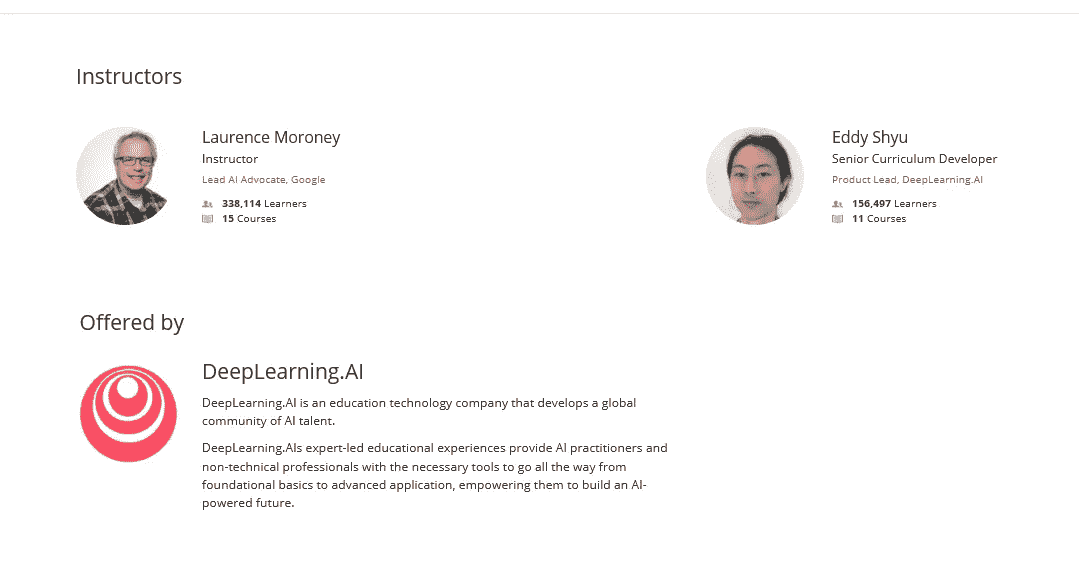 Instructors
Laurence Moroney
Instructor
Lead AI Advocate, Google
338,114 Learners
15 Courses
Eddy Shyu
Senior Curriculum Developer
Product Lead, DeepLearning.AI
156,497 Learners
11 Courses
Offered by
DeepLearning.AI
DeepLearning.AI is an education technology company that develops a global
community of AI talent.
DeepLearning.AIs expert-led educational experiences provide AI practitioners and
non-technical professionals with the necessary tools to go all the way from
foundational basics to advanced application, empowering them to build an AI-
powered future.